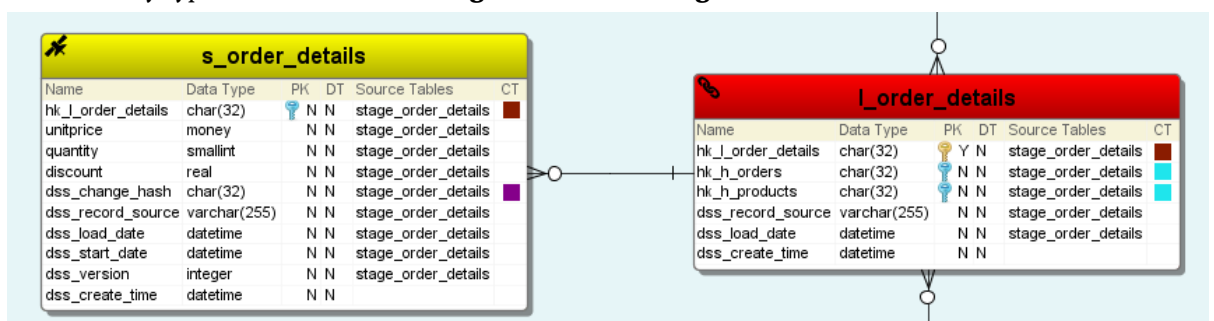 s_order_details
Name Data Type PK DT Source Tables CT
hk_l_order_details char(32) N N stage_order_details
unitprice money N N stage_order_details
quantity smallint N N stage_order_details
discount real N N stage_order_details
dss_change_hash char(32) N N stage_order_details
dss_record_source varchar(255) N N stage_order_details
dss_load_date datetime N N stage_order_details
dss_start_date datetime N N stage_order_details
dss_version integer N N stage_order_details
dss_create_time datetime N N
l_order_details
Name Data Type PK DT Source Tables CT
hk_l_order_details char(32) Y N stage_order_details
hk_h_orders char(32) N N stage_order_details
hk_h_products char(32) N N stage_order_details
dss_record_source varchar(255) N N stage_order_details
dss_load_date datetime N N stage_order_details
dss_create_time datetime N N